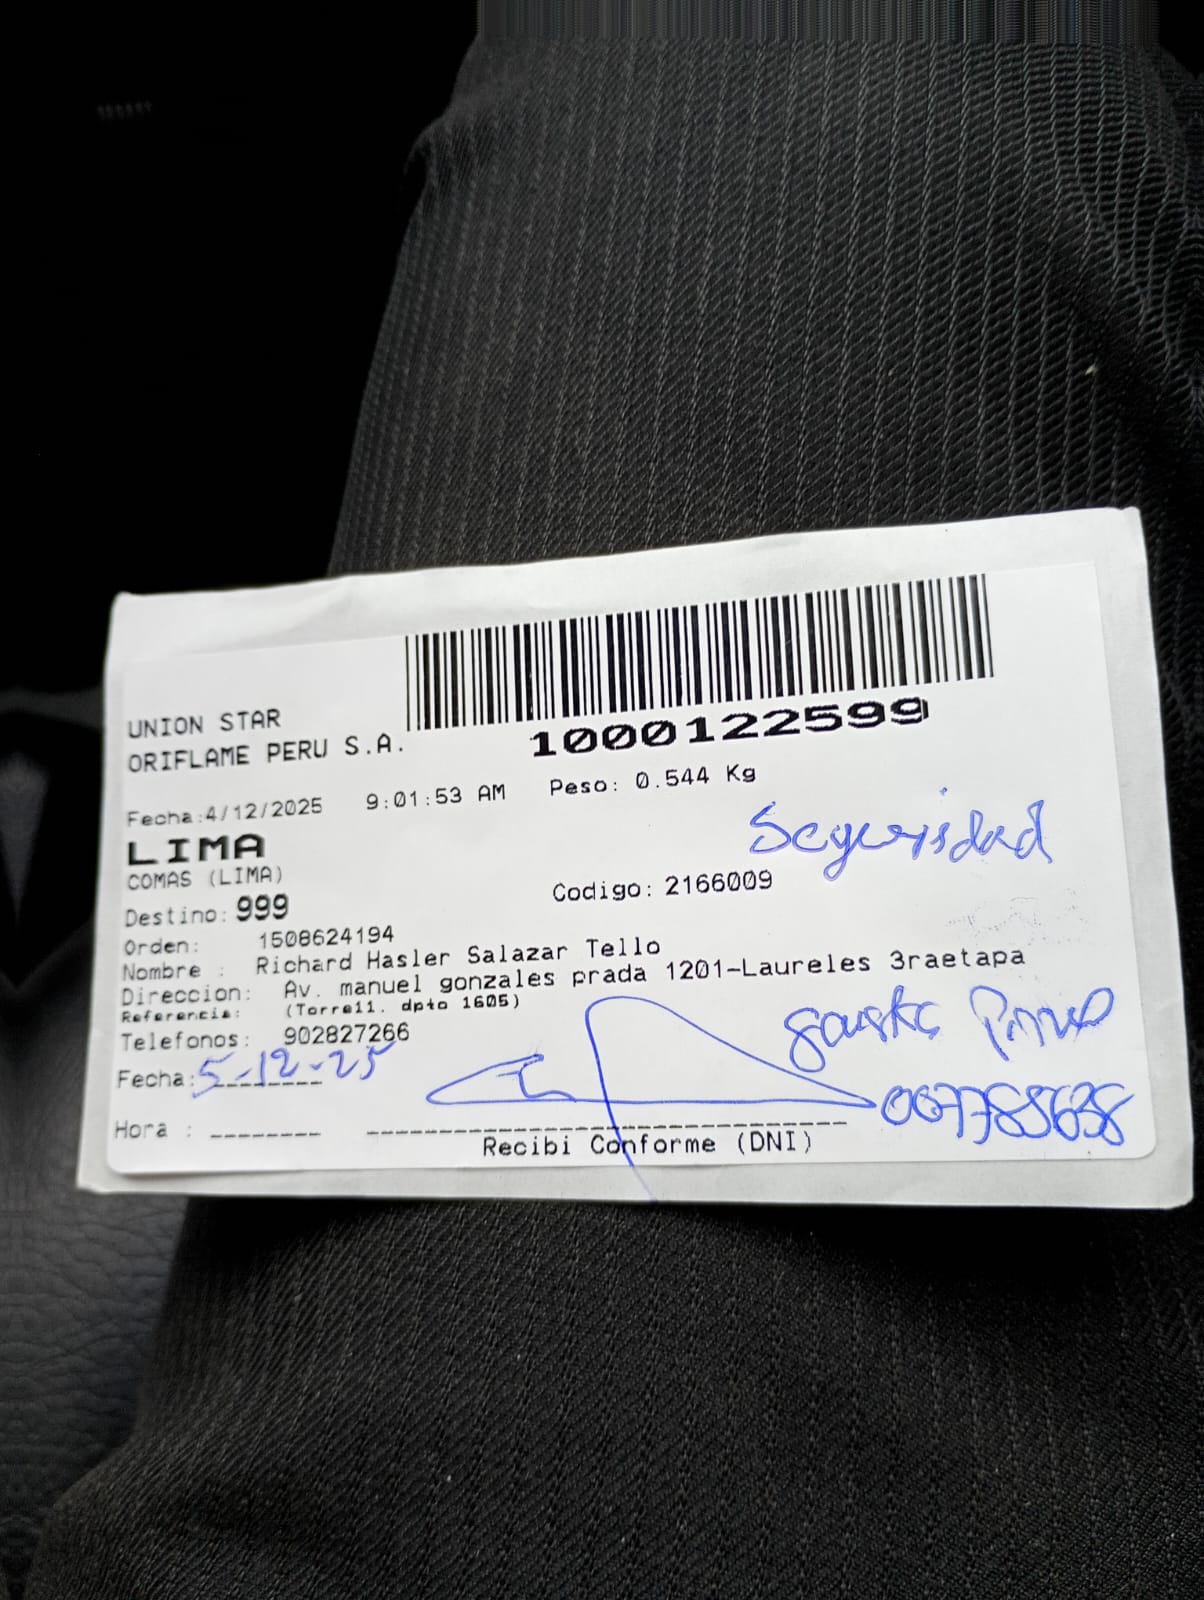 UNION STAR
ORIFLAME PERU S.A.
1000122599
Fecha:4/12/2025 9:01:53 AM Peso: 0.544 Kg
LIMA
COMAS (LIMA)
Seguridad
Destino: 999 Codigo: 2166009
Orden: 1508624194
Nombre : Richard Hasler Salazar Tello
Direccion: Av. manuel gonzales prada 1201-Laureles 3raetapa
Referencia: (Torre11. dpto 1605)
Telefonos: 902827266
Fecha: 5-12-25
Hora :
Recibi Conforme (DNI)